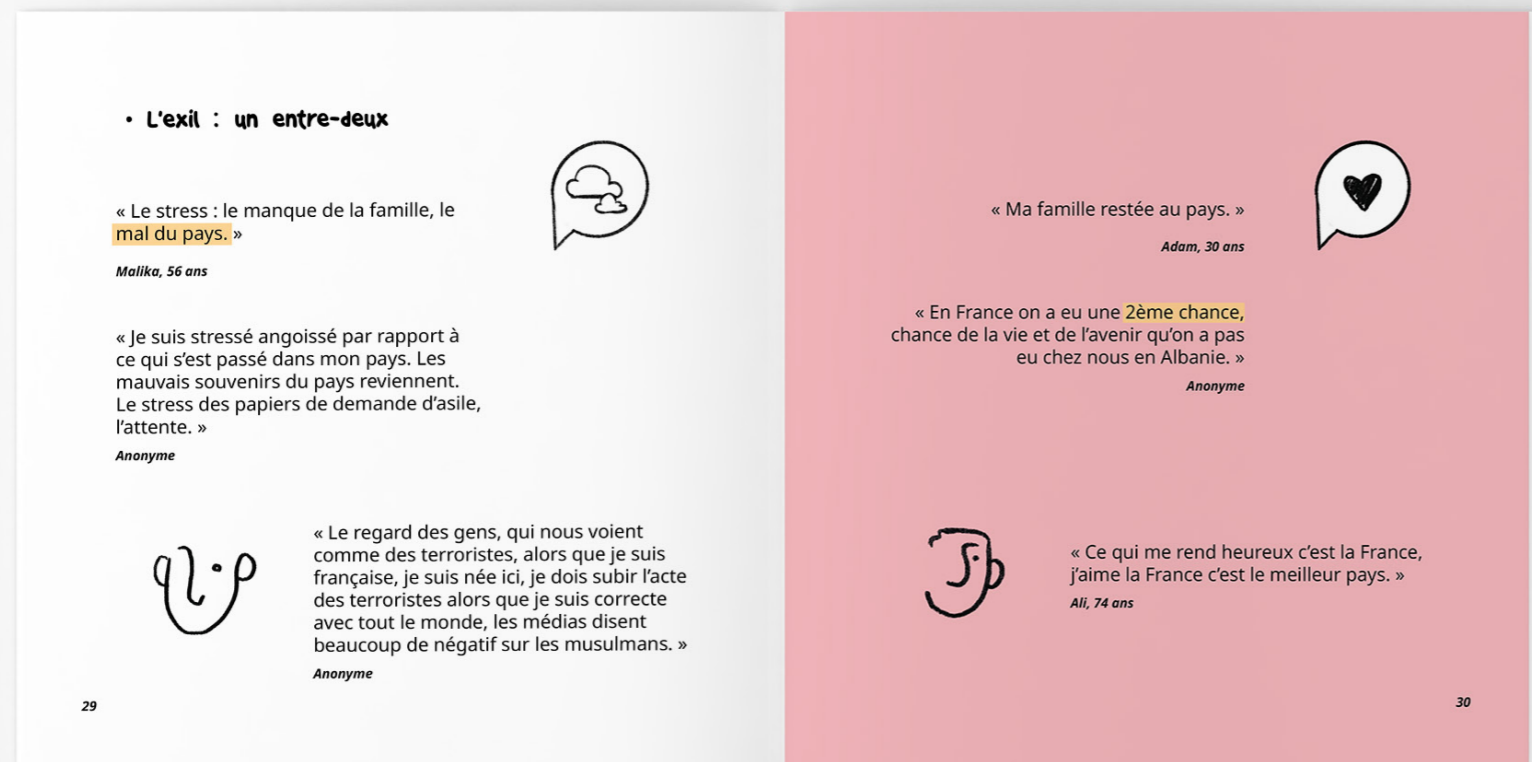 • L'exil : un entre-deux
« Le stress : le manque de la famille, le
mal du pays. »
Malika, 56 ans
« Je suis stressé angoissé par rapport à
ce qui s'est passé dans mon pays. Les
mauvais souvenirs du pays reviennent.
Le stress des papiers de demande d'asile,
l'attente. »
Anonyme
« Le regard des gens, qui nous voient
comme des terroristes, alors que je suis
française, je suis née ici, je dois subir l'acte
des terroristes alors que je suis correcte
avec tout le monde, les médias disent
beaucoup de négatif sur les musulmans. »
Anonyme
29
« Ma famille restée au pays. »
Adam, 30 ans
« En France on a eu une 2ème chance,
chance de la vie et de l'avenir qu'on a pas
eu chez nous en Albanie. »
Anonyme
« Ce qui me rend heureux c'est la France,
j'aime la France c'est le meilleur pays. »
Ali, 74 ans
30